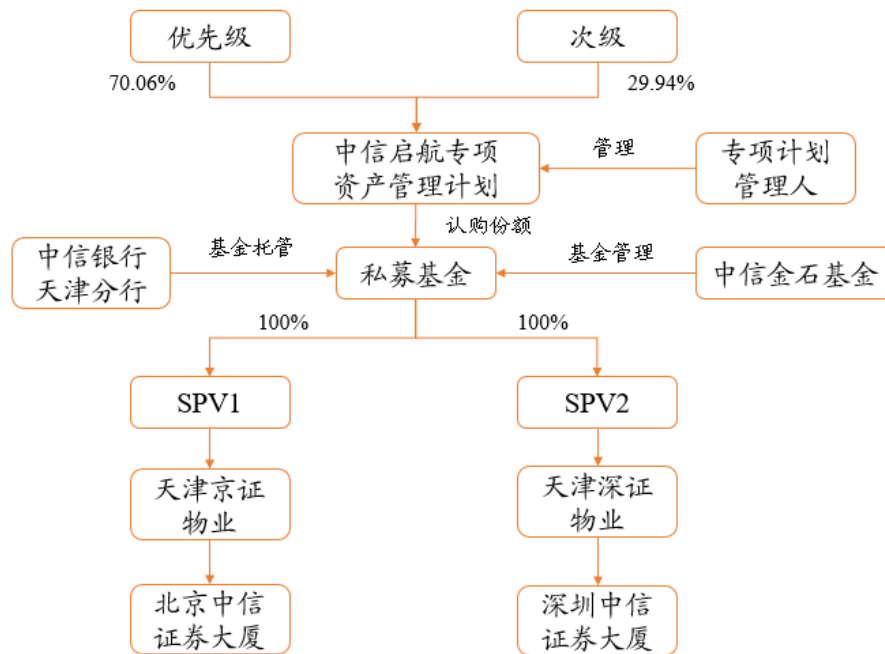 优先级
次级
70.06%
29.94%
中信启航专项
资产管理计划
管理
专项计划
管理人
认购份额
中信银行
天津分行
基金托管
私募基金
基金管理
中信金石基金
100%
100%
SPV1
SPV2
天津京证
物业
天津深证
物业
北京中信
证券大厦
深圳中信
证券大厦